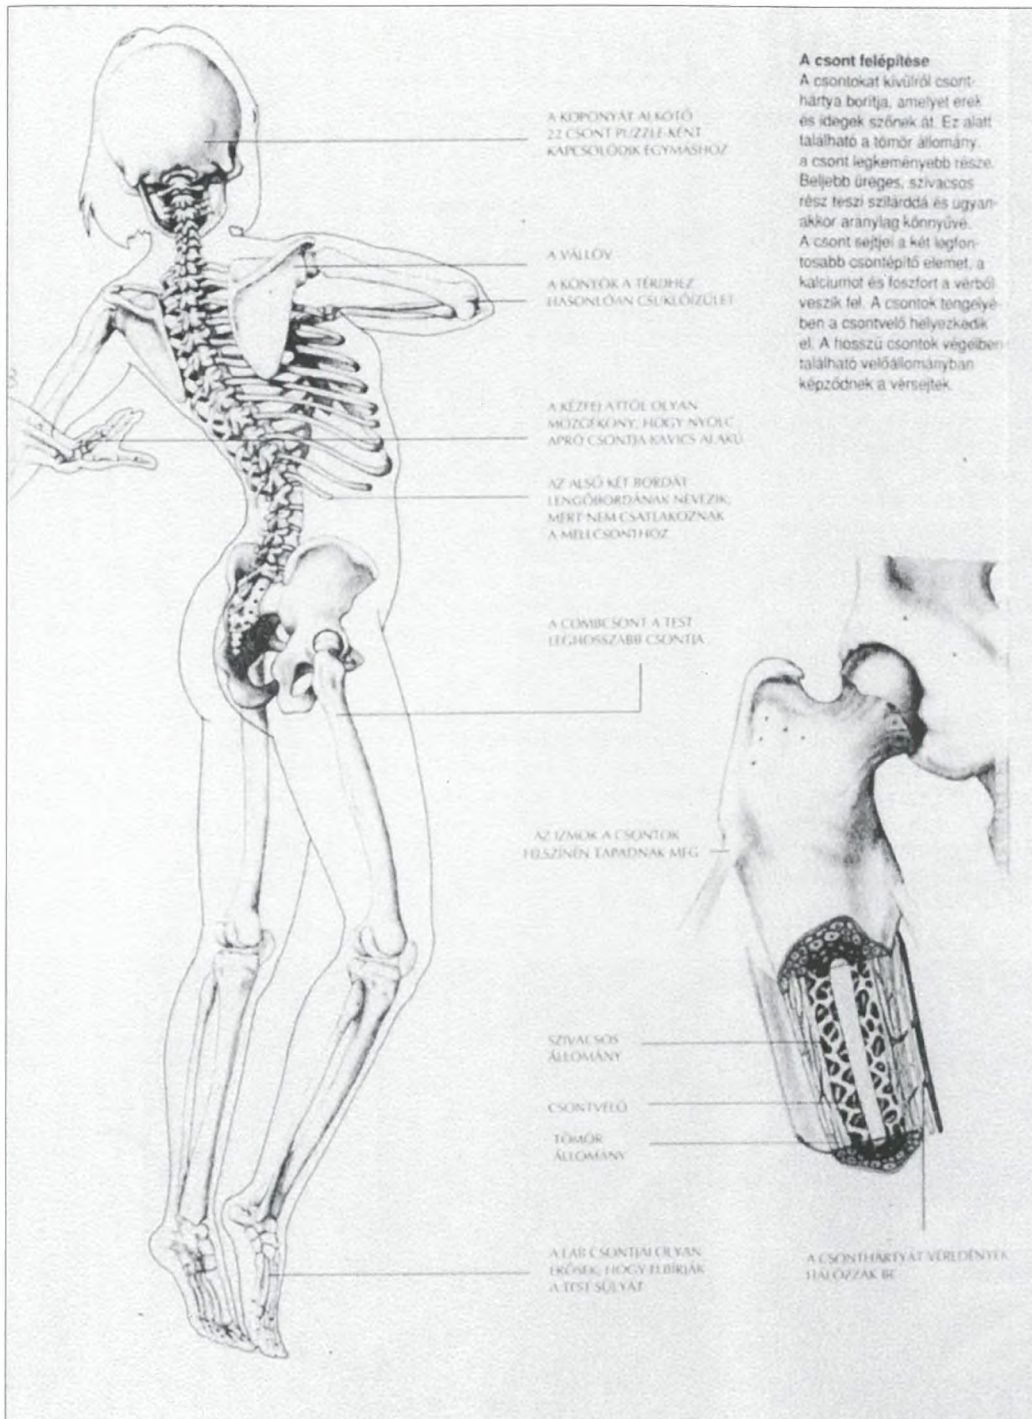 A csont felépítése
A csontokat kívülről csont-
hártya borítja, amelyet erek
és idegek szőnek át. Ez alatt
található a tömör állomány,
a csont legkeményebb része.
Beljebb üreges, szivacsos
rész teszi szilárddá és ugyan-
akkor aránylag könnyűvé.
A csont sejtjei a két legfon-
tosabb csontépítő elemet, a
kalciumot és foszfort a vérből
veszik fel. A csontok tengelyé-
ben a csontvelő helyezkedik
el. A hosszú csontok végeiben
található velőállományban
képződnek a vérsejtek.
A KOPONYÁT ALKOTÓ
22 CSONT PUZZLE-KÉNT
KAPCSOLÓDIK EGYMÁSHOZ
A VÁLLÖV
A KÖNYÖK A TÉRDHEZ
HASONLÓAN CSUKLÓÍZÜLET
A KÉZFEJ ATTÓL OLYAN
MOZGÉKONY, HOGY NYOLC
APRÓ CSONTJA KAVICS ALAKÚ
AZ ALSÓ KÉT BORDÁT
LENGŐBORDÁNAK NEVEZIK,
MERT NEM CSATLAKOZNAK
A MELLCSONTHOZ
A COMBCSONT A TEST
LEGHOSSZABB CSONTJA
AZ IZMOK A CSONTOK
FELSZÍNÉN TAPADNAK MEG
SZIVACSOS
ÁLLOMÁNY
CSONTVELŐ
TÖMÖR
ÁLLOMÁNY
A LÁB CSONTJAI OLYAN
ERŐSEK, HOGY ELBÍRJÁK
A TEST SÚLYÁT
A CSONTHÁRTYÁT VÉREDÉNYEK
HÁLÓZZÁK BE